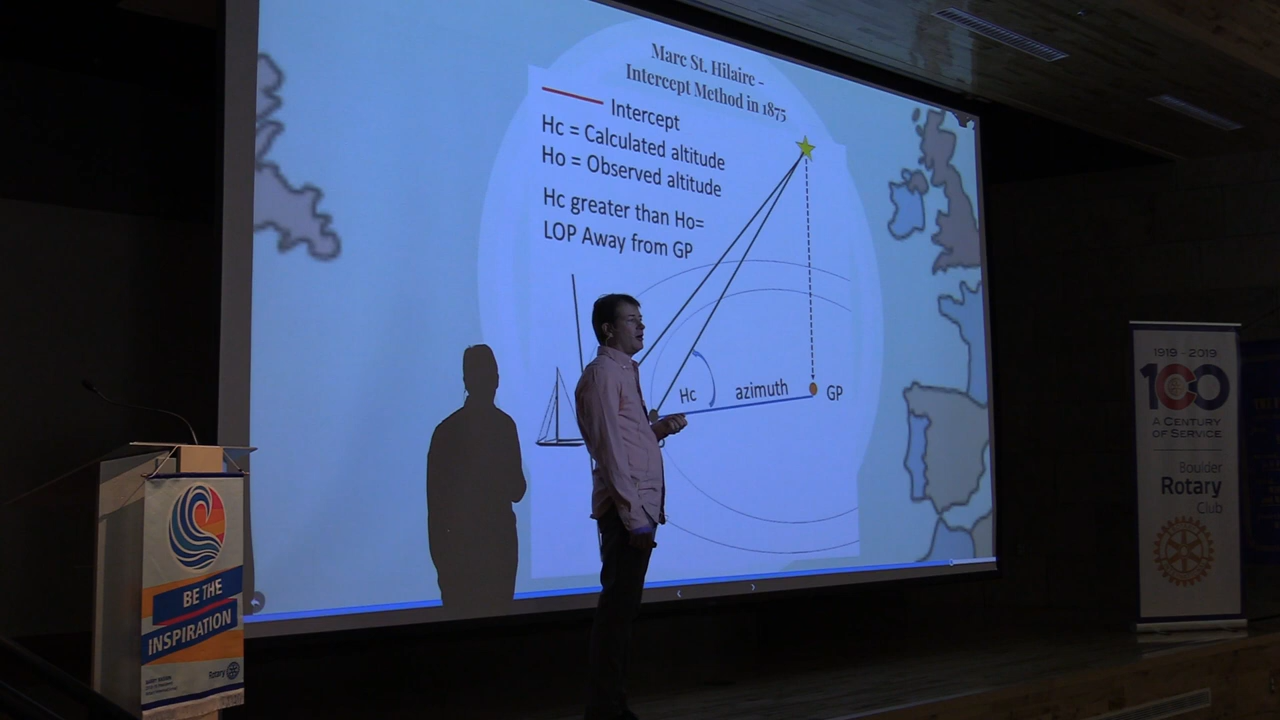 Marc St. Hilaire -
Intercept Method in 1875
Intercept
Hc = Calculated altitude
Ho = Observed altitude
Hc greater than Ho=
LOP Away from GP
Hc
azimuth
GP
BE THE
INSPIRATION
Rotary
1919 - 2019
100
A CENTURY
OF SERVICE
Boulder
Rotary
Club